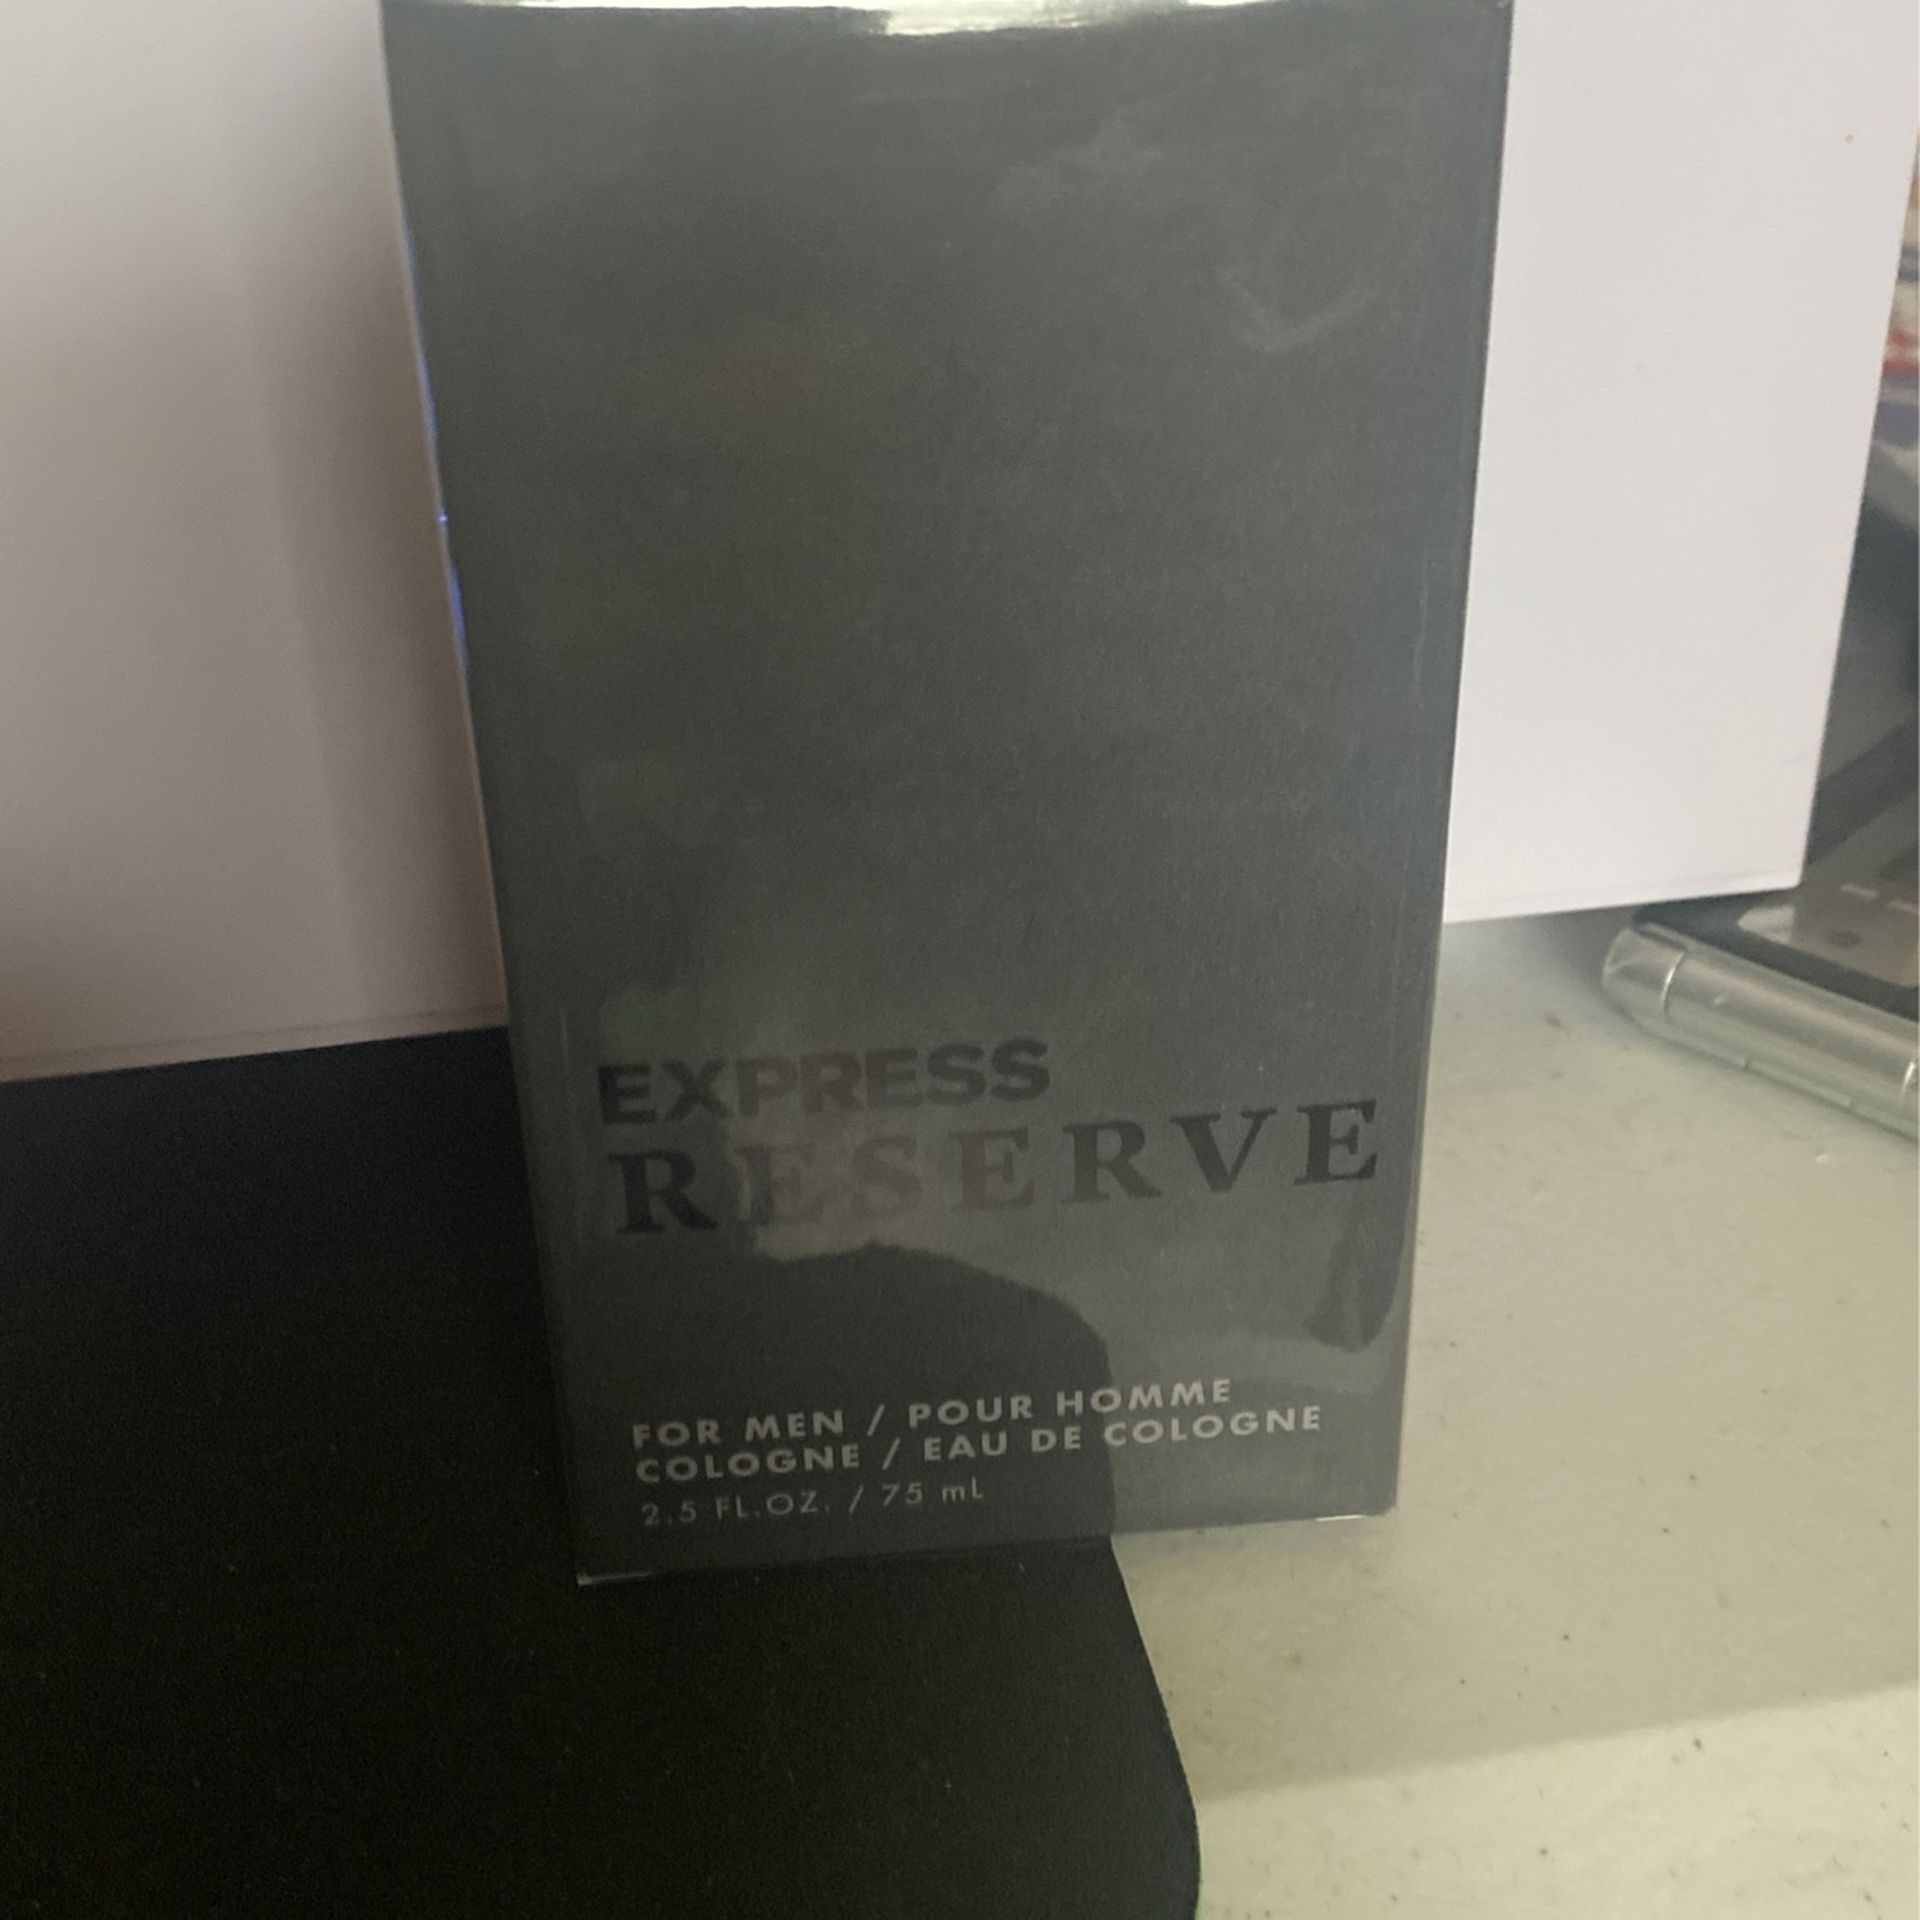 EXPRESS
RESERVE
FOR MEN / POUR HOMME
COLOGNE / EAU DE COLOGNE
2.5 FL.OZ. / 75 mL